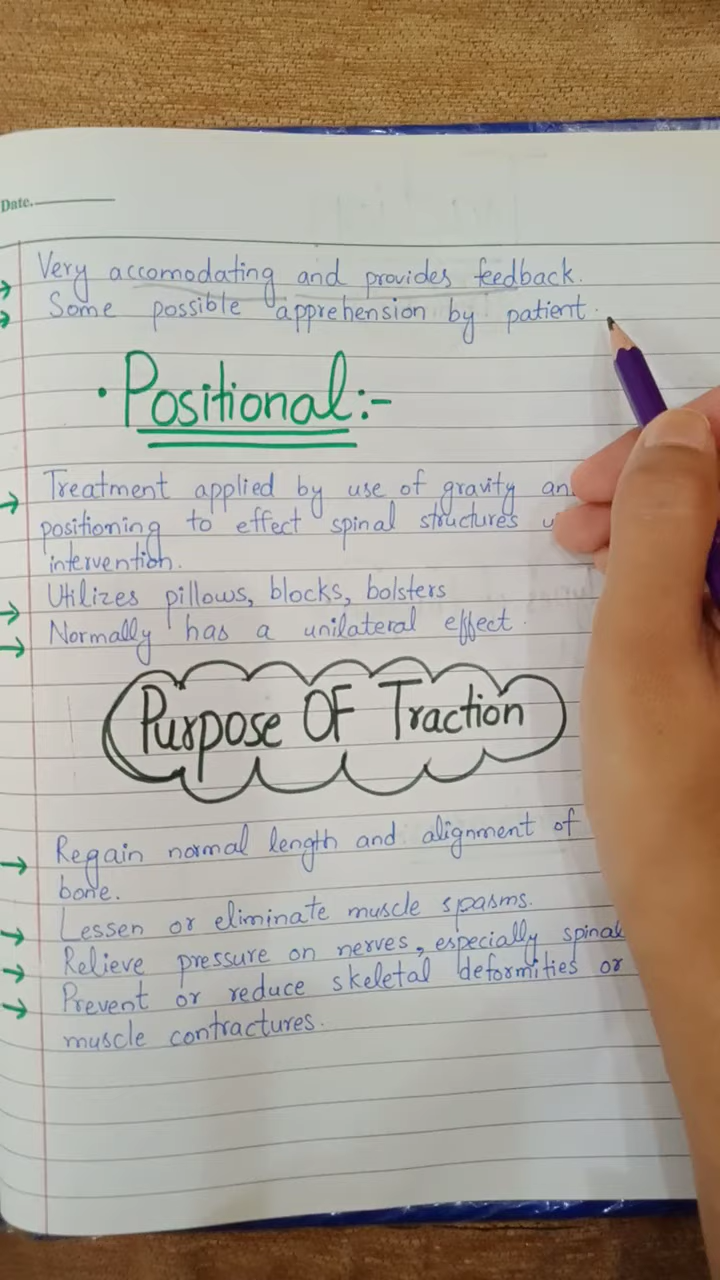 Date.
Very accomodating and provides feedback.
Some possible apprehension by patient.
• Positional:-
Treatment applied by use of gravity
positioning to effect spinal structures
intervention.
Utilizes pillows, blocks, bolsters
Normally has a unilateral effect.
Purpose OF Traction
Regain normal length and alignment of
bone.
Lessen or eliminate muscle spasms.
Relieve pressure on nerves, especially spinal
Prevent or reduce skeletal deformities or
muscle contractures.